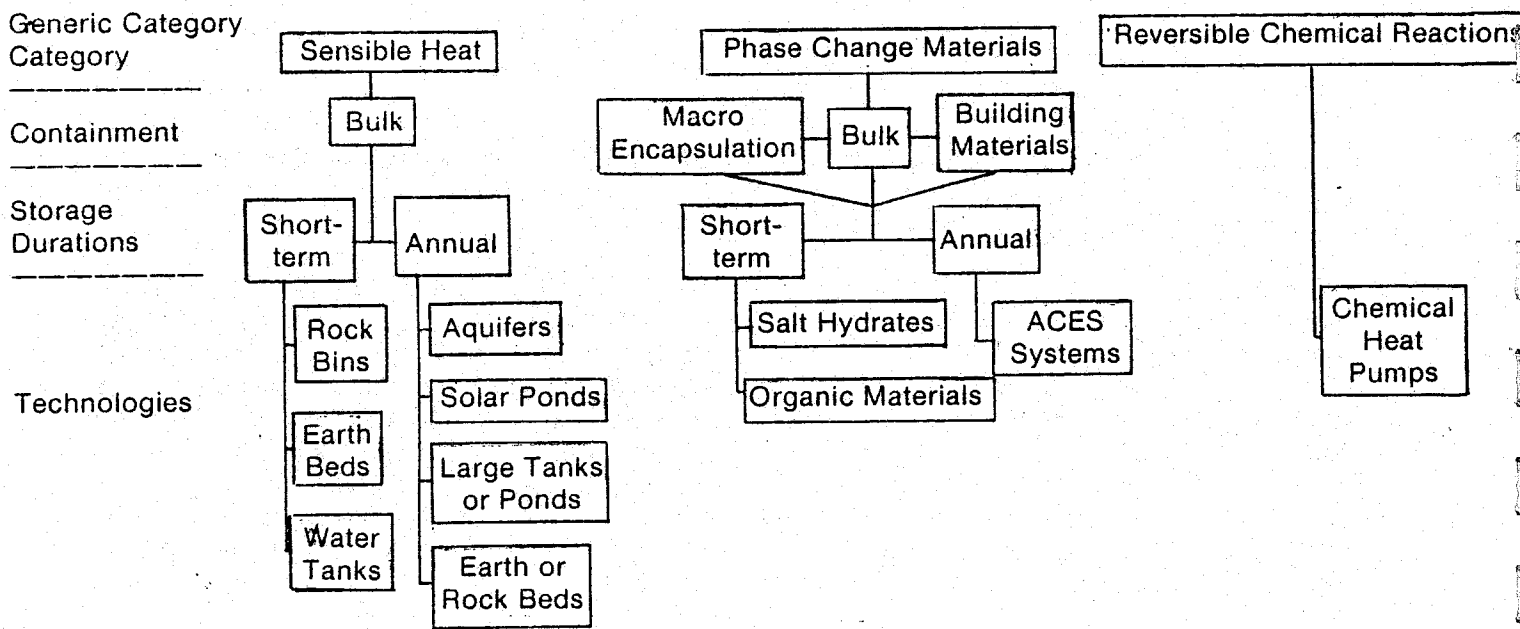 Generic Category
Category
Sensible Heat
Phase Change Materials
Reversible Chemical Reactions
Containment
Bulk
Macro
Encapsulation
Bulk
Building
Materials
Storage
Durations
Short-
term
Annual
Short-
term
Annual
Technologies
Rock
Bins
Earth
Beds
Water
Tanks
Aquifers
Solar Ponds
Large Tanks
or Ponds
Earth or
Rock Beds
Salt Hydrates
Organic Materials
ACES
Systems
Chemical
Heat
Pumps